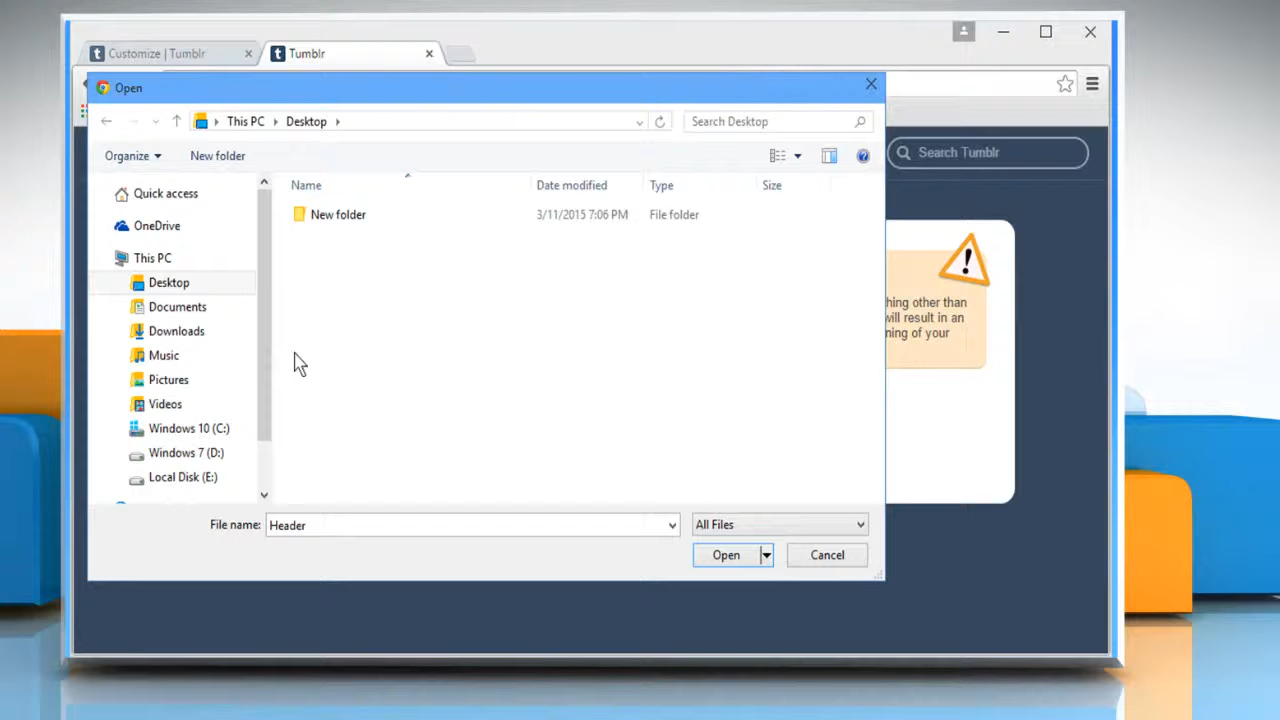 Customize | Tumblr
Tumblr
Open
This PC
Desktop
Search Desktop
Organize
New folder
Search Tumblr
Name
Date modified
Type
Size
Quick access
New folder
3/11/2015 7:06 PM
File folder
OneDrive
This PC
Desktop
Documents
Downloads
Music
Pictures
Videos
Windows 10 (C:)
Windows 7 (D:)
Local Disk (E:)
hing other than
will result in an
ning of your
File name:
Header
All Files
Open
Cancel